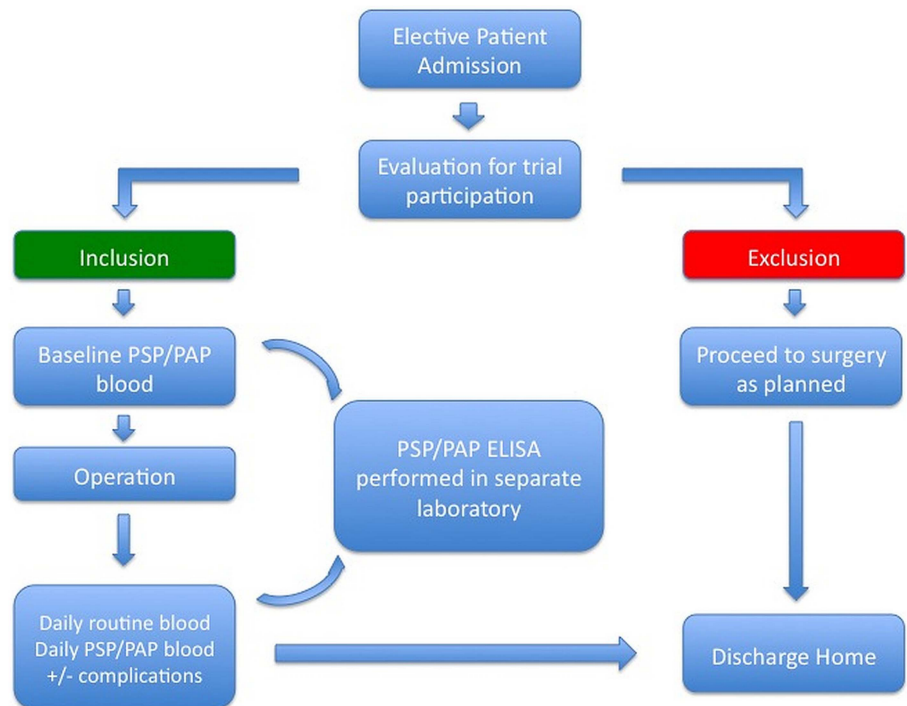 Elective Patient
Admission
Evaluation for trial
participation
Inclusion
Exclusion
Baseline PSP/PAP
blood
Proceed to surgery
as planned
PSP/PAP ELISA
performed in separate
laboratory
Operation
Daily routine blood
Daily PSP/PAP blood
+/- complications
Discharge Home